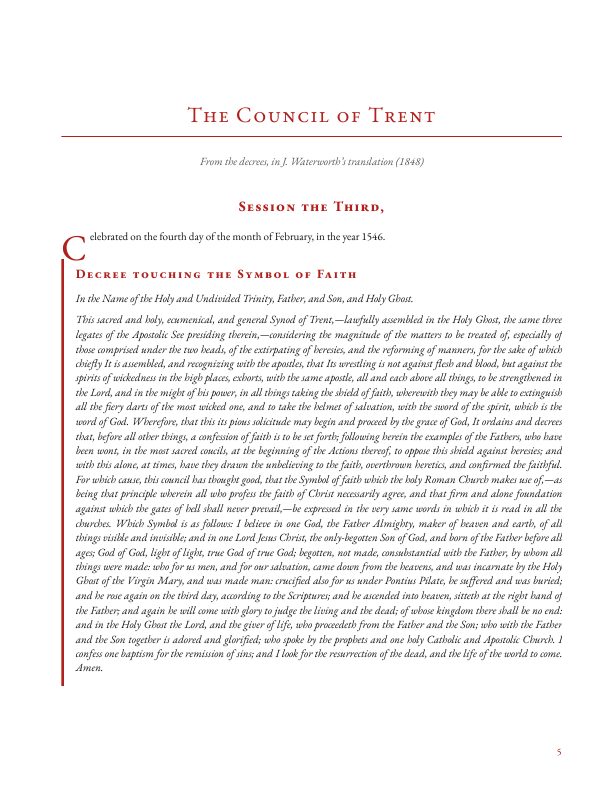 The Council of Trent
From the decrees, in J. Waterworth's translation (1848)
Session the Third,
Celebrated on the fourth day of the month of February, in the year 1546.
Decree touching the Symbol of Faith
In the Name of the Holy and Undivided Trinity, Father, and Son, and Holy Ghost.
This sacred and holy, ecumenical, and general Synod of Trent,—lawfully assembled in the Holy Ghost, the same three
legates of the Apostolic See presiding therein,—considering the magnitude of the matters to be treated of, especially of
those comprised under the two heads, of the extirpating of heresies, and the reforming of manners, for the sake of which
chiefly It is assembled, and recognizing with the apostles, that Its wrestling is not against flesh and blood, but against the
spirits of wickedness in the high places, exhorts, with the same apostle, all and each above all things, to be strengthened in
the Lord, and in the might of his power, in all things taking the shield of faith, wherewith they may be able to extinguish
all the fiery darts of the most wicked one, and to take the helmet of salvation, with the sword of the spirit, which is the
word of God. Wherefore, that this its pious solicitude may begin and proceed by the grace of God, It ordains and decrees
that, before all other things, a confession of faith is to be set forth; following herein the examples of the Fathers, who have
been wont, in the most sacred coucils, at the beginning of the Actions thereof, to oppose this shield against heresies; and
with this alone, at times, have they drawn the unbelieving to the faith, overthrown heretics, and confirmed the faithful.
For which cause, this council has thought good, that the Symbol of faith which the holy Roman Church makes use of,—as
being that principle wherein all who profess the faith of Christ necessarily agree, and that firm and alone foundation
against which the gates of hell shall never prevail,—be expressed in the very same words in which it is read in all the
churches. Which Symbol is as follows: I believe in one God, the Father Almighty, maker of heaven and earth, of all
things visible and invisible; and in one Lord Jesus Christ, the only-begotten Son of God, and born of the Father before all
ages; God of God, light of light, true God of true God; begotten, not made, consubstantial with the Father, by whom all
things were made: who for us men, and for our salvation, came down from the heavens, and was incarnate by the Holy
Ghost of the Virgin Mary, and was made man: crucified also for us under Pontius Pilate, he suffered and was buried;
and he rose again on the third day, according to the Scriptures; and he ascended into heaven, sitteth at the right hand of
the Father; and again he will come with glory to judge the living and the dead; of whose kingdom there shall be no end:
and in the Holy Ghost the Lord, and the giver of life, who proceedeth from the Father and the Son; who with the Father
and the Son together is adored and glorified; who spoke by the prophets and one holy Catholic and Apostolic Church. I
confess one baptism for the remission of sins; and I look for the resurrection of the dead, and the life of the world to come.
Amen.
5